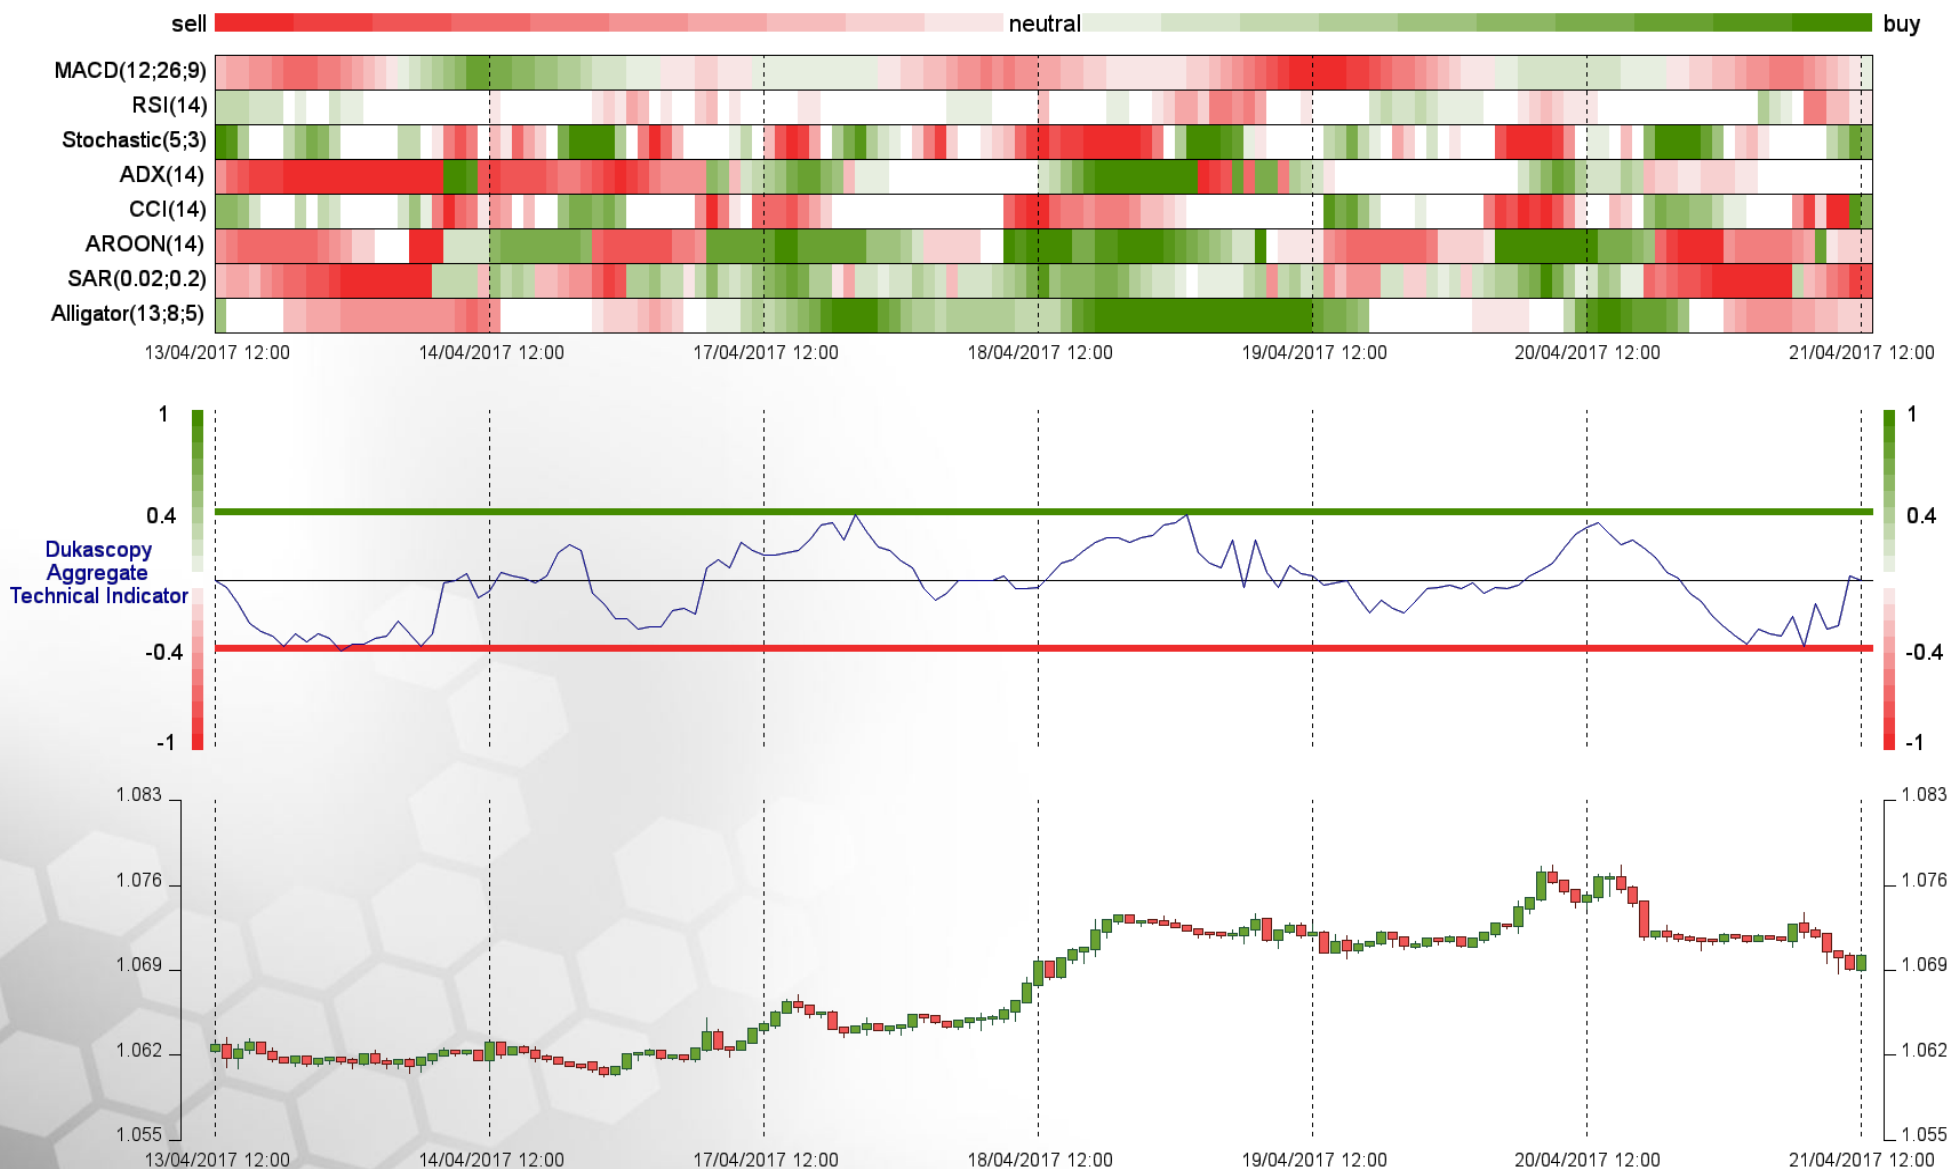 sell neutral buy
MACD(12;26;9)
RSI(14)
Stochastic(5;3)
ADX(14)
CCI(14)
AROON(14)
SAR(0.02;0.2)
Alligator(13;8;5)
13/04/2017 12:00 14/04/2017 12:00 17/04/2017 12:00 18/04/2017 12:00 19/04/2017 12:00 20/04/2017 12:00 21/04/2017 12:00
1 1
0.4 0.4
Dukascopy
Aggregate
Technical Indicator
-0.4 -0.4
-1 -1
1.083 1.083
1.076 1.076
1.069 1.069
1.062 1.062
1.055 1.055
13/04/2017 12:00 14/04/2017 12:00 17/04/2017 12:00 18/04/2017 12:00 19/04/2017 12:00 20/04/2017 12:00 21/04/2017 12:00